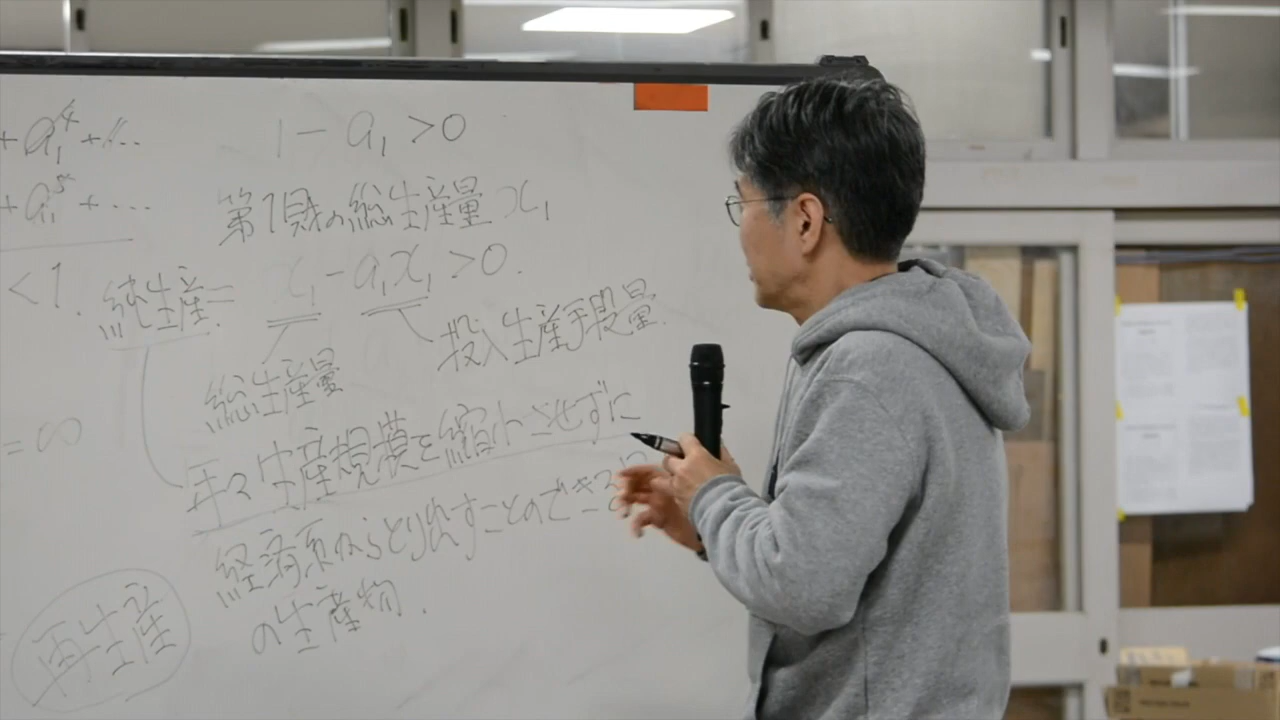 +a₁⁴+...
+a₁⁵+...
<1.
=∞
1-a₁>0
第1財の総生産量 x₁
純生産= x₁-a₁x₁>0.
投入生産手段量
総生産量
年々生産規模を縮小させずに
経済系からとり出すことのできる
の生産物.
再生産